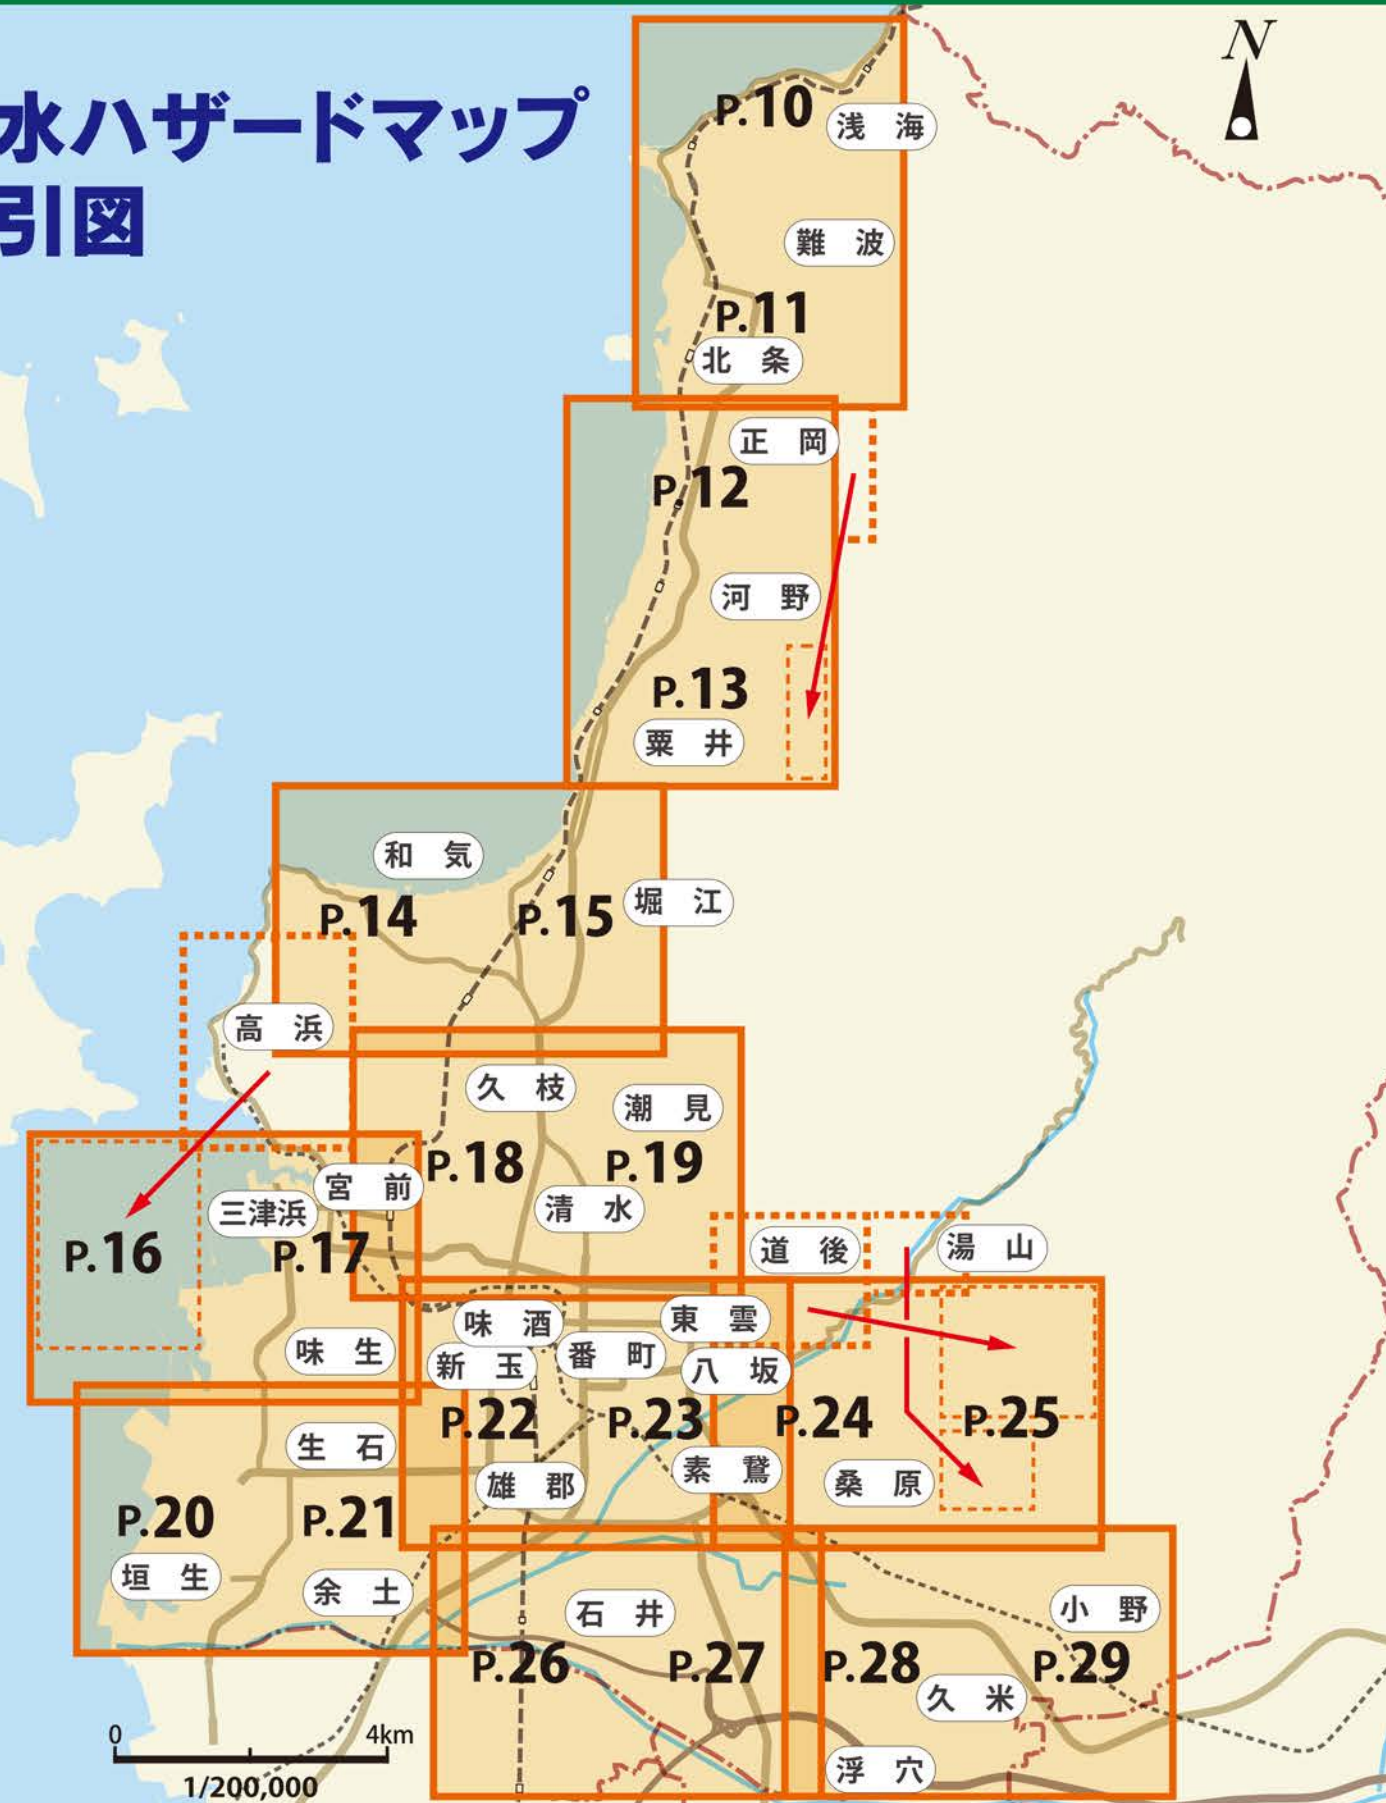 水ハザードマップ
引図
N
P.10
浅 海
難 波
P.11
北 条
正 岡
P.12
河 野
P.13
粟 井
和 気
堀 江
P.14
P.15
高 浜
久 枝
潮 見
P.18
P.19
宮 前
三津浜
清 水
P.16
P.17
道 後
湯 山
味 酒
東 雲
味 生
新 玉
番 町
八 坂
P.22
P.23
P.24
P.25
生 石
雄 郡
素 鵞
桑 原
P.20
P.21
垣 生
余 土
石 井
小 野
P.26
P.27
P.28
P.29
久 米
浮 穴
0
4km
1/200,000